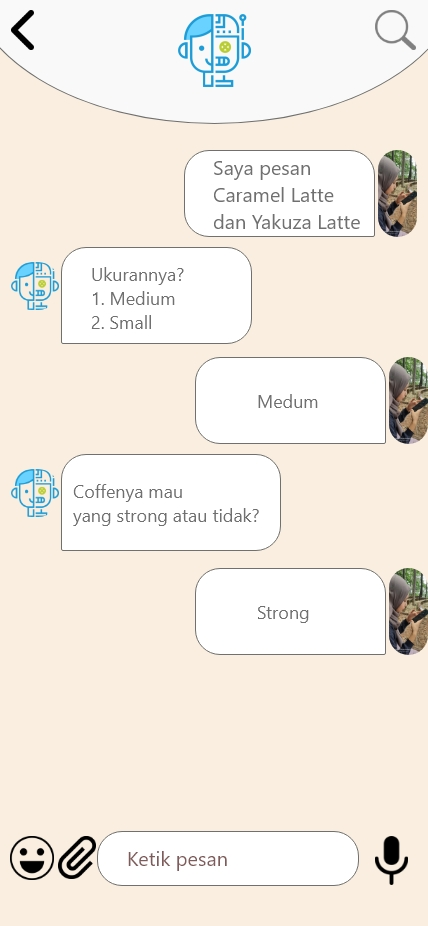 Saya pesan
Caramel Latte
dan Yakuza Latte
Ukurannya?
1. Medium
2. Small
Medum
Coffenya mau
yang strong atau tidak?
Strong
Ketik pesan